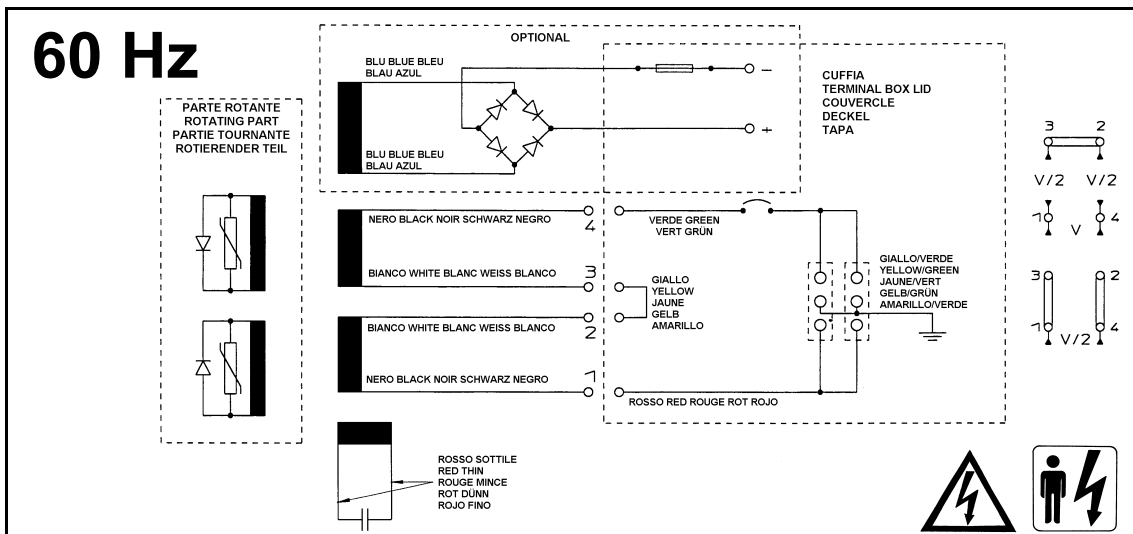 60 Hz
OPTIONAL
BLU BLUE BLEU
BLAU AZUL
BLU BLUE BLEU
BLAU AZUL
−
+
CUFFIA
TERMINAL BOX LID
COUVERCLE
DECKEL
TAPA
PARTE ROTANTE
ROTATING PART
PARTIE TOURNANTE
ROTIERENDER TEIL
NERO BLACK NOIR SCHWARZ NEGRO
4
BIANCO WHITE BLANC WEISS BLANCO
3
BIANCO WHITE BLANC WEISS BLANCO
2
NERO BLACK NOIR SCHWARZ NEGRO
1
VERDE GREEN
VERT GRÜN
GIALLO
YELLOW
JAUNE
GELB
AMARILLO
GIALLO/VERDE
YELLOW/GREEN
JAUNE/VERT
GELB/GRÜN
AMARILLO/VERDE
ROSSO RED ROUGE ROT ROJO
3 2
V/2 V/2
1 V 4
3 2
1 V/2 4
ROSSO SOTTILE
RED THIN
ROUGE MINCE
ROT DÜNN
ROJO FINO